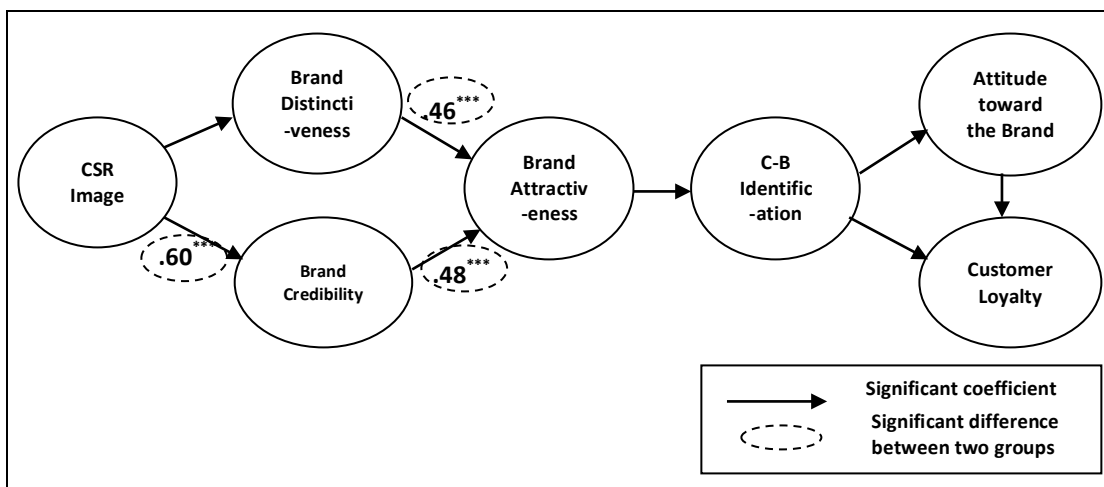 Brand
Distincti
-veness
.46***
Attitude
toward
the Brand
CSR
Image
Brand
Attractiv
-eness
C-B
Identific
-ation
.60***
Brand
Credibility
.48***
Customer
Loyalty
Significant coefficient
Significant difference
between two groups